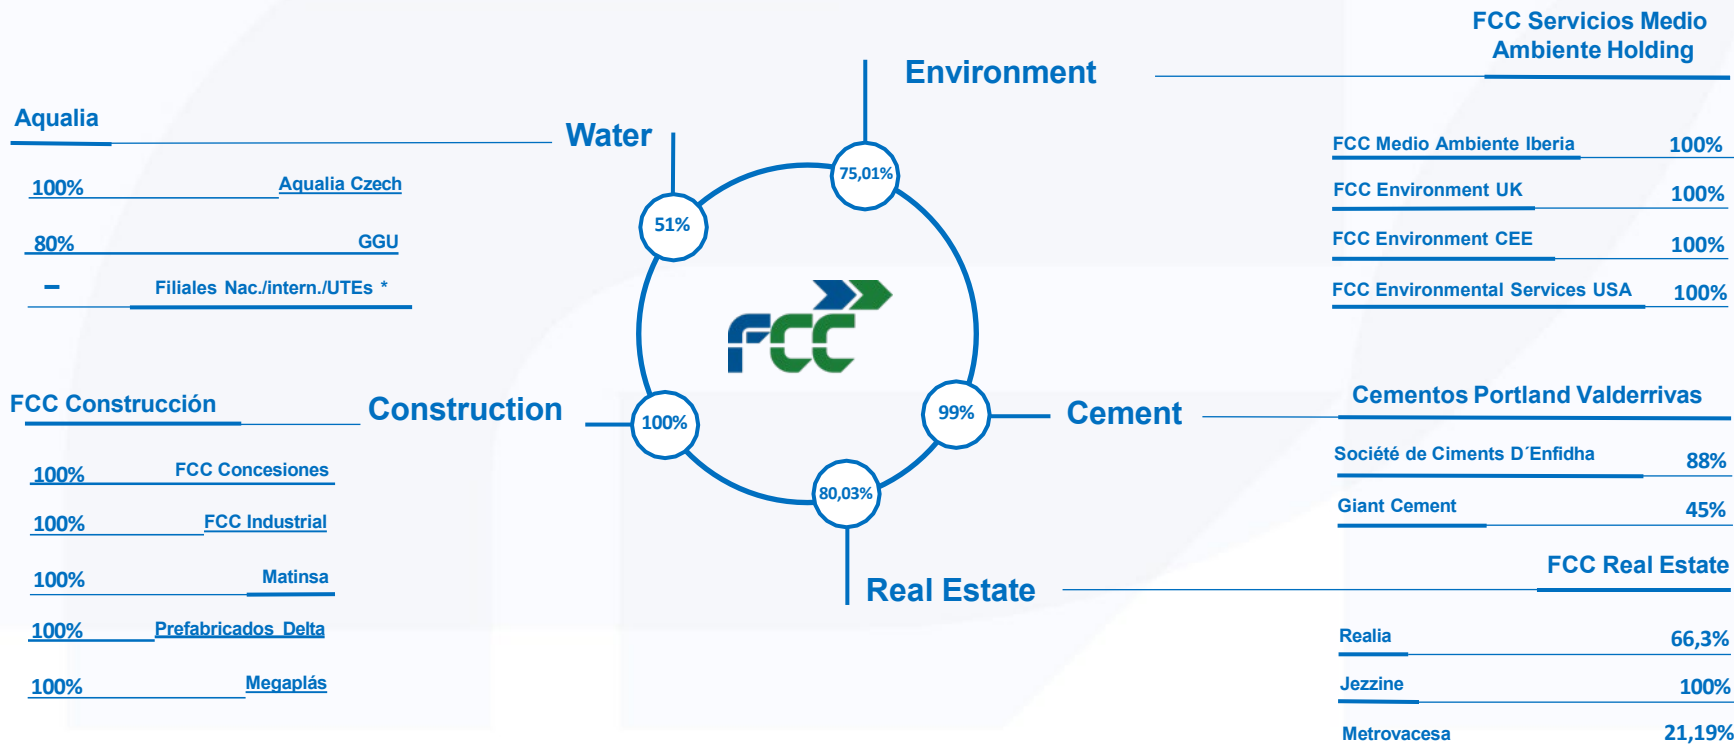 FCC Servicios Medio
Ambiente Holding
Environment
75,01%
FCC Medio Ambiente Iberia 100%
FCC Environment UK 100%
FCC Environment CEE 100%
FCC Environmental Services USA 100%
Aqualia
Water
51%
100% Aqualia Czech
80% GGU
– Filiales Nac./intern./UTEs *
FCC
FCC Construcción
Construction
100%
100% FCC Concesiones
100% FCC Industrial
100% Matinsa
100% Prefabricados Delta
100% Megaplás
99%
Cement
Cementos Portland Valderrivas
Société de Ciments D´Enfidha 88%
Giant Cement 45%
80,03%
Real Estate
FCC Real Estate
Realia 66,3%
Jezzine 100%
Metrovacesa 21,19%